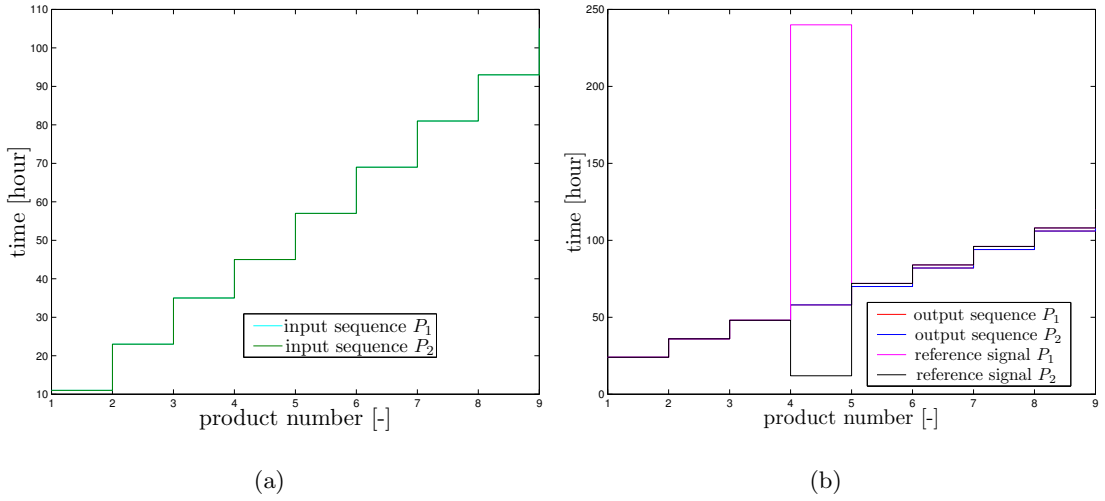 110
100
90
80
70
60
50
40
30
20
10
1 2 3 4 5 6 7 8 9
time [hour]
product number [-]
input sequence P₁
input sequence P₂
(a)
250
200
150
100
50
0
1 2 3 4 5 6 7 8 9
time [hour]
product number [-]
output sequence P₁
output sequence P₂
reference signal P₁
reference signal P₂
(b)